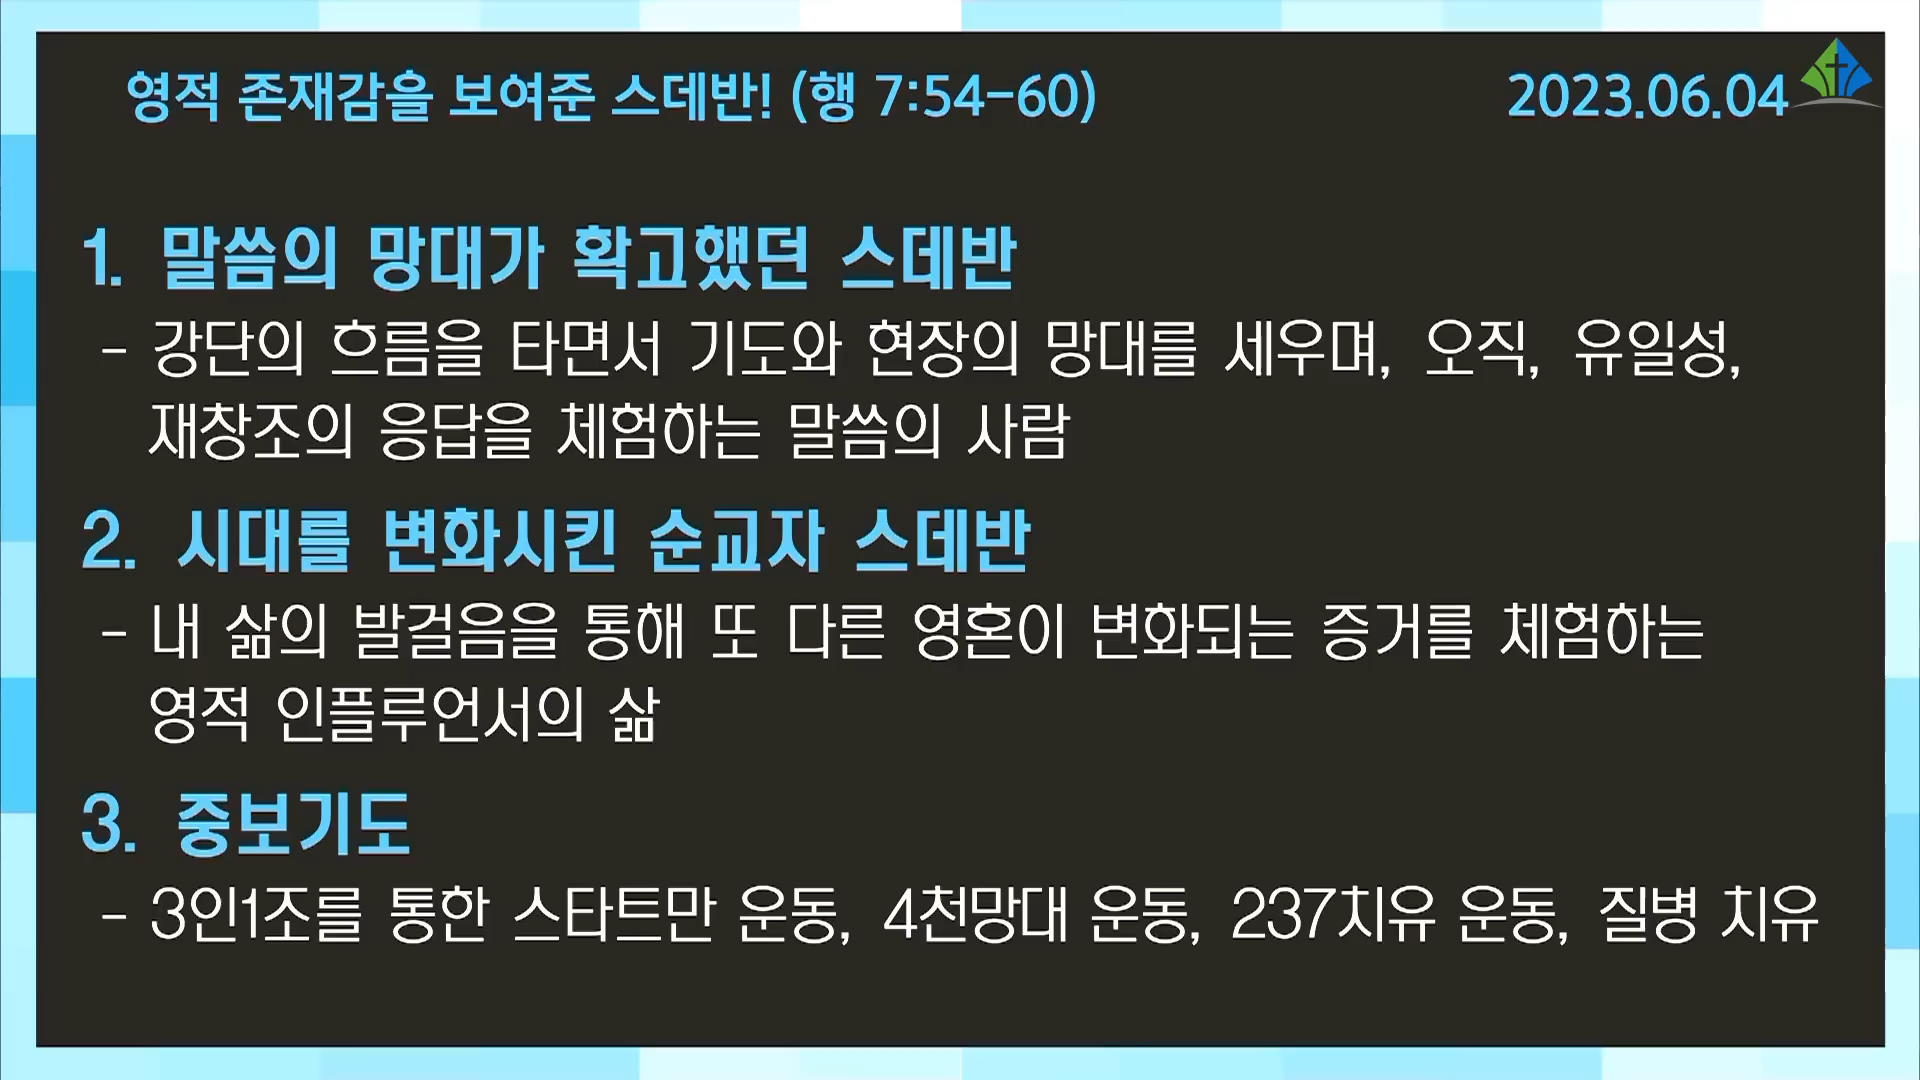 영적 존재감을 보여준 스데반! (행 7:54-60) 2023.06.04
1. 말씀의 망대가 확고했던 스데반
- 강단의 흐름을 타면서 기도와 현장의 망대를 세우며, 오직, 유일성,
재창조의 응답을 체험하는 말씀의 사람
2. 시대를 변화시킨 순교자 스데반
- 내 삶의 발걸음을 통해 또 다른 영혼이 변화되는 증거를 체험하는
영적 인플루언서의 삶
3. 중보기도
- 3인1조를 통한 스타트만 운동, 4천망대 운동, 237치유 운동, 질병 치유